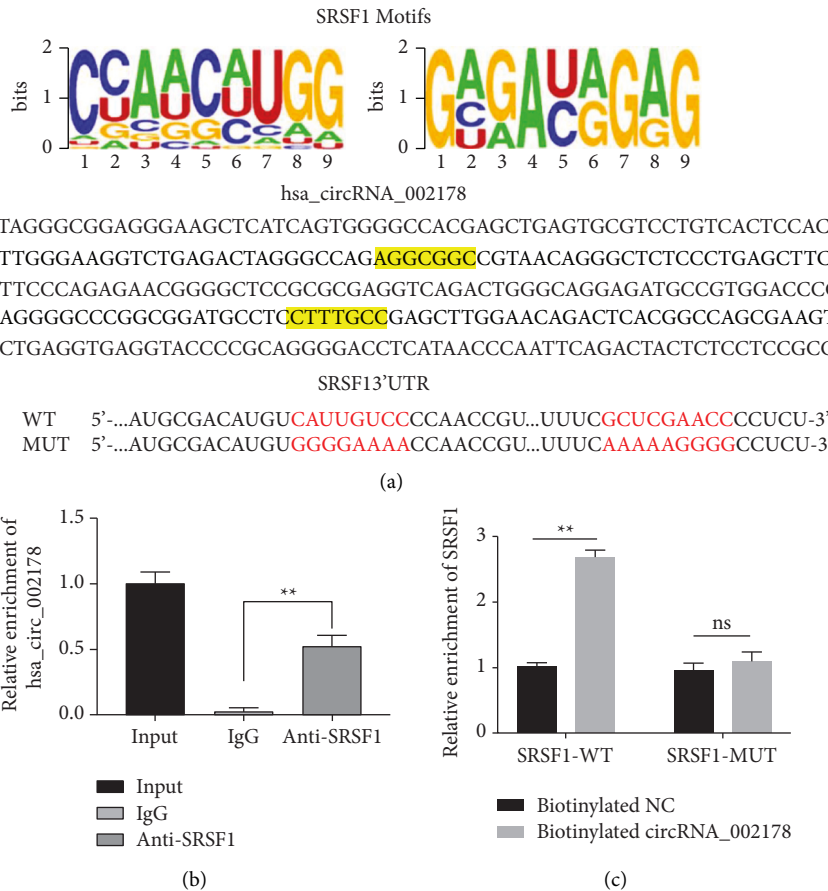 SRSF1 Motifs
bits
2
1
0
1 2 3 4 5 6 7 8 9
bits
2
1
0
1 2 3 4 5 6 7 8 9
hsa_circRNA_002178
TAGGGCGGAGGGAAGCTCATCAGTGGGGCCACGAGCTGAGTGCGTCCTGTCACTCCAC
TTGGGAAGGTCTGAGACTAGGGCCAGAGGCGGCCGTAACAGGGCTCTCCCTGAGCTTC
TTCCCAGAGAACGGGGCTCCGCGCGAGGTCAGACTGGGCAGGAGATGCCGTGGACCC
AGGGGCCCGGCGGATGCCTCCTTTGCCGAGCTTGGAACAGACTCACGGCCAGCGAAGT
CTGAGGTGAGGTACCCCGCAGGGGACCTCATAACCCAATTCAGACTACTCTCCTCCGCC
SRSF13'UTR
WT 5'-...AUGCGACAUGUCAUUGUCCCCAACCGU...UUUCGCUCGAACCCCUCU-3'
MUT 5'-...AUGCGACAUGUGGGGAAAACCAACCGU...UUUCAAAAAGGGGCCUCU-3
(a)
Relative enrichment of
hsa_circ_002178
1.5
1.0
0.5
0.0
**
Input IgG Anti-SRSF1
Input
IgG
Anti-SRSF1
(b)
Relative enrichment of SRSF1
3
2
1
0
**
ns
SRSF1-WT SRSF1-MUT
Biotinylated NC
Biotinylated circRNA_002178
(c)